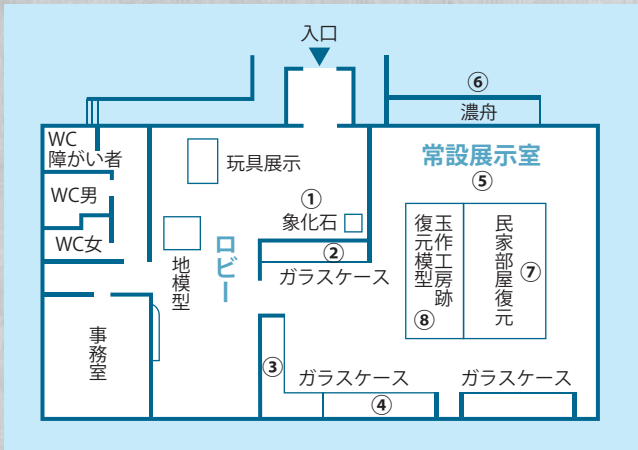 入口
⑥
濃舟
WC
障がい者
WC男
WC女
玩具展示
①
象化石
②
ガラスケース
ロビー
地模型
事務室
常設展示室
⑤
玉作工房跡
復元模型
⑧
民家部屋復元
⑦
③
ガラスケース
④
ガラスケース